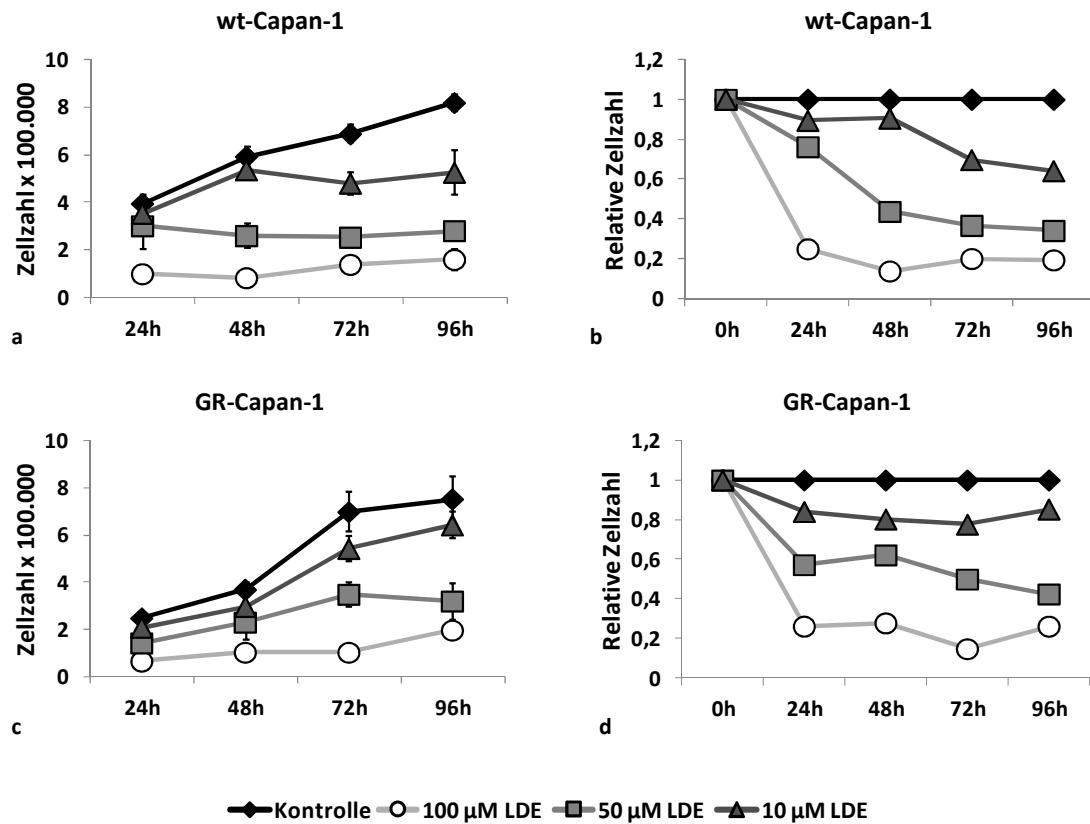 wt-Capan-1
Zellzahl x 100.000
10
8
6
4
2
0
24h 48h 72h 96h
a
wt-Capan-1
Relative Zellzahl
1,2
1
0,8
0,6
0,4
0,2
0
0h 24h 48h 72h 96h
b
GR-Capan-1
Zellzahl x 100.000
10
8
6
4
2
0
24h 48h 72h 96h
c
GR-Capan-1
Relative Zellzahl
1,2
1
0,8
0,6
0,4
0,2
0
0h 24h 48h 72h 96h
d
Kontrolle 100 µM LDE 50 µM LDE 10 µM LDE